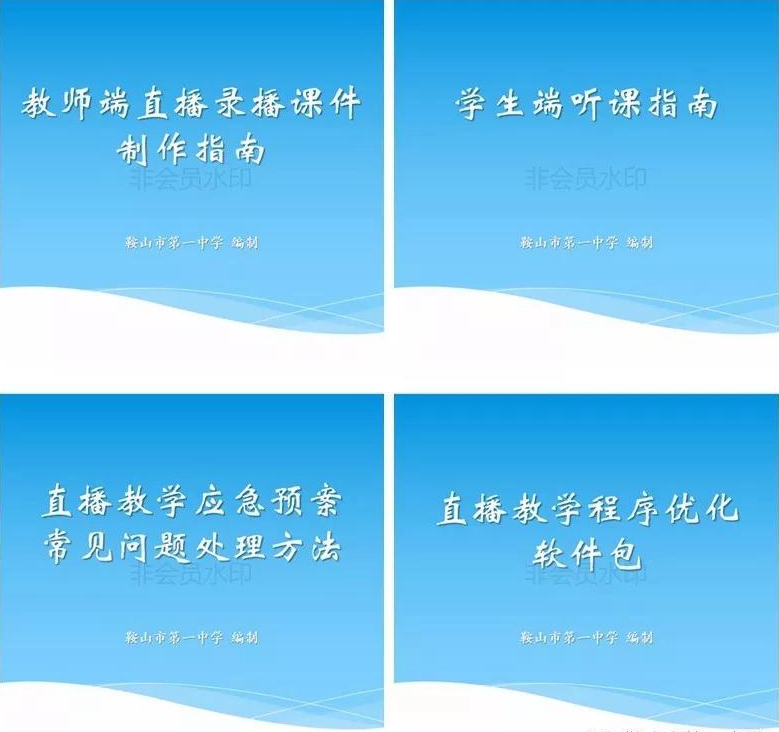 教师端直播录播课件
制作指南
非会员水印
鞍山市第一中学 编制
学生端听课指南
非会员水印
鞍山市第一中学 编制
直播教学应急预案
常见问题处理方法
非会员水印
鞍山市第一中学 编制
直播教学程序优化
软件包
非会员水印
鞍山市第一中学 编制